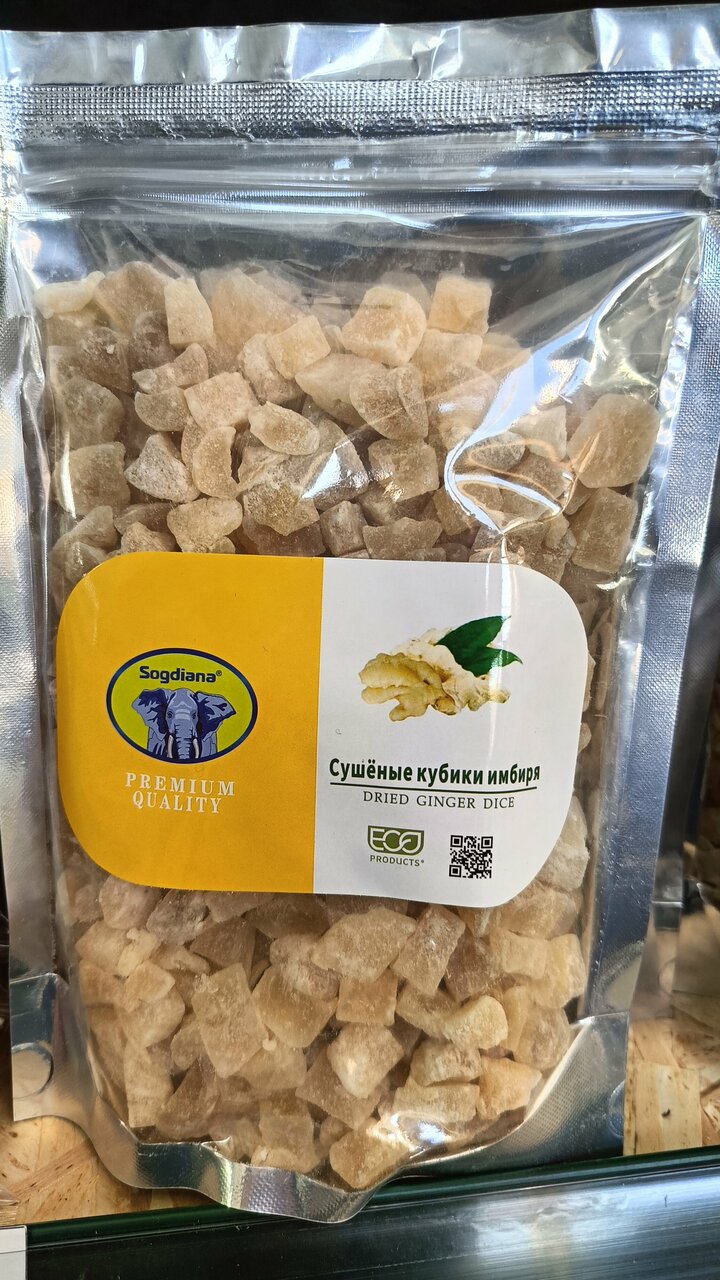 Sogdiana®
PREMIUM
QUALITY
Сушёные кубики имбиря
DRIED GINGER DICE
ECO
PRODUCTS®